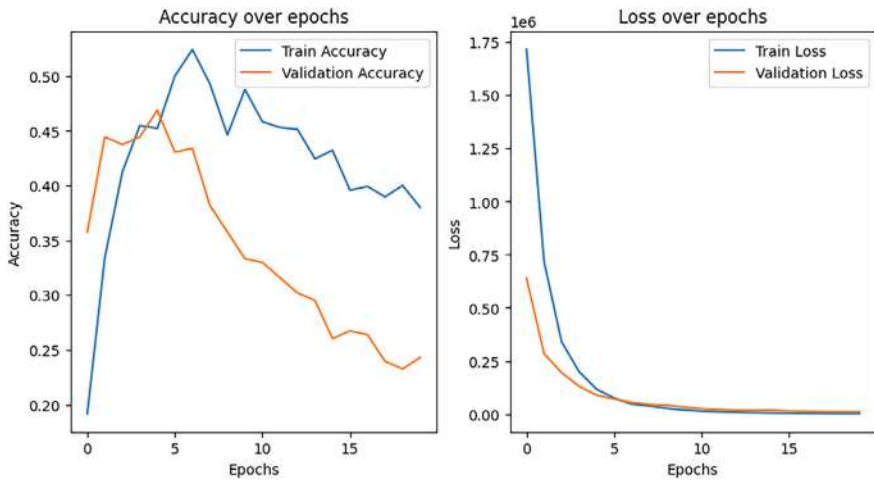 Accuracy over epochs
Train Accuracy
Validation Accuracy
0.50
0.45
0.40
0.35
0.30
0.25
0.20
Accuracy
0
5
10
15
Epochs
Loss over epochs
1e6
Train Loss
Validation Loss
1.75
1.50
1.25
1.00
0.75
0.50
0.25
0.00
Loss
0
5
10
15
Epochs